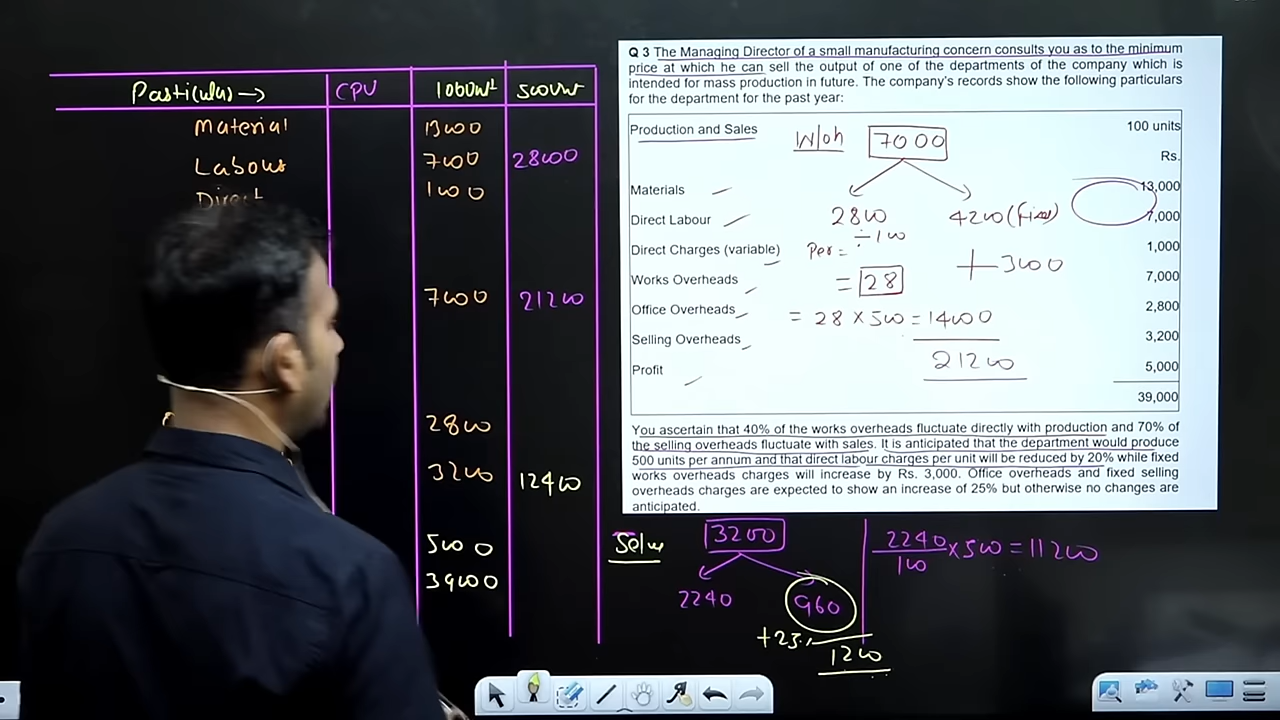 Particulars → CPU 1000unt 500unt
Material 13000
Labour 7000 28000
Direct 1000
7000 21200
2800
3200 12400
5000
39000
Q 3 The Managing Director of a small manufacturing concern consults you as to the minimum
price at which he can sell the output of one of the departments of the company which is
intended for mass production in future. The company's records show the following particulars
for the department for the past year:
Production and Sales 100 units
Rs.
Materials 13,000
Direct Labour 7,000
Direct Charges (variable) 1,000
Works Overheads 7,000
Office Overheads 2,800
Selling Overheads 3,200
Profit 5,000
39,000
W/oh 7000
2800 4200 (Fixed)
÷ 100
Per = + 3000
= 28
= 28 × 500 = 14000
21200
You ascertain that 40% of the works overheads fluctuate directly with production and 70% of
the selling overheads fluctuate with sales. It is anticipated that the department would produce
500 units per annum and that direct labour charges per unit will be reduced by 20% while fixed
works overheads charges will increase by Rs. 3,000. Office overheads and fixed selling
overheads charges are expected to show an increase of 25% but otherwise no changes are
anticipated.
3200
2240 960
1200
2240
/100 × 500 = 11200